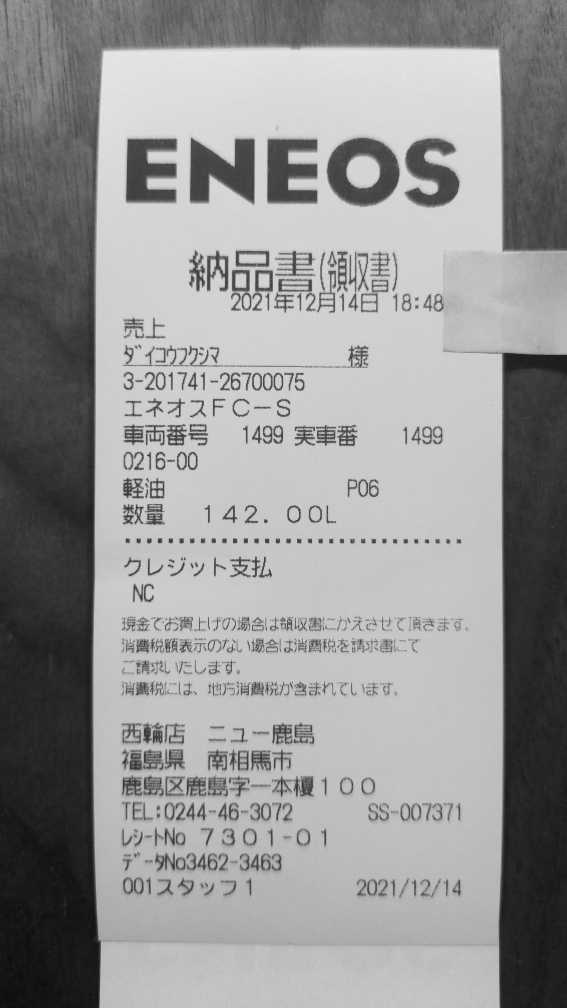 ENEOS
納品書(領収書)
2021年12月14日 18:48
売上
ﾀﾞｲｺｳﾌｸｼﾏ 様
3-201741-26700075
エネオスＦＣ－Ｓ
車両番号 1499 実車番 1499
0216-00
軽油 P06
数量 １４２．００L
クレジット支払
NC
現金でお買上げの場合は領収書にかえさせて頂きます。
消費税額表示のない場合は消費税を請求書にて
ご請求いたします。
消費税には、地方消費税が含まれています。
西輪店 ニュー鹿島
福島県 南相馬市
鹿島区鹿島字一本榎１００
TEL:0244-46-3072 SS-007371
ﾚｼｰﾄNo ７３０１-０１
ﾃﾞｰﾀNo3462-3463
001スタッフ１ 2021/12/14